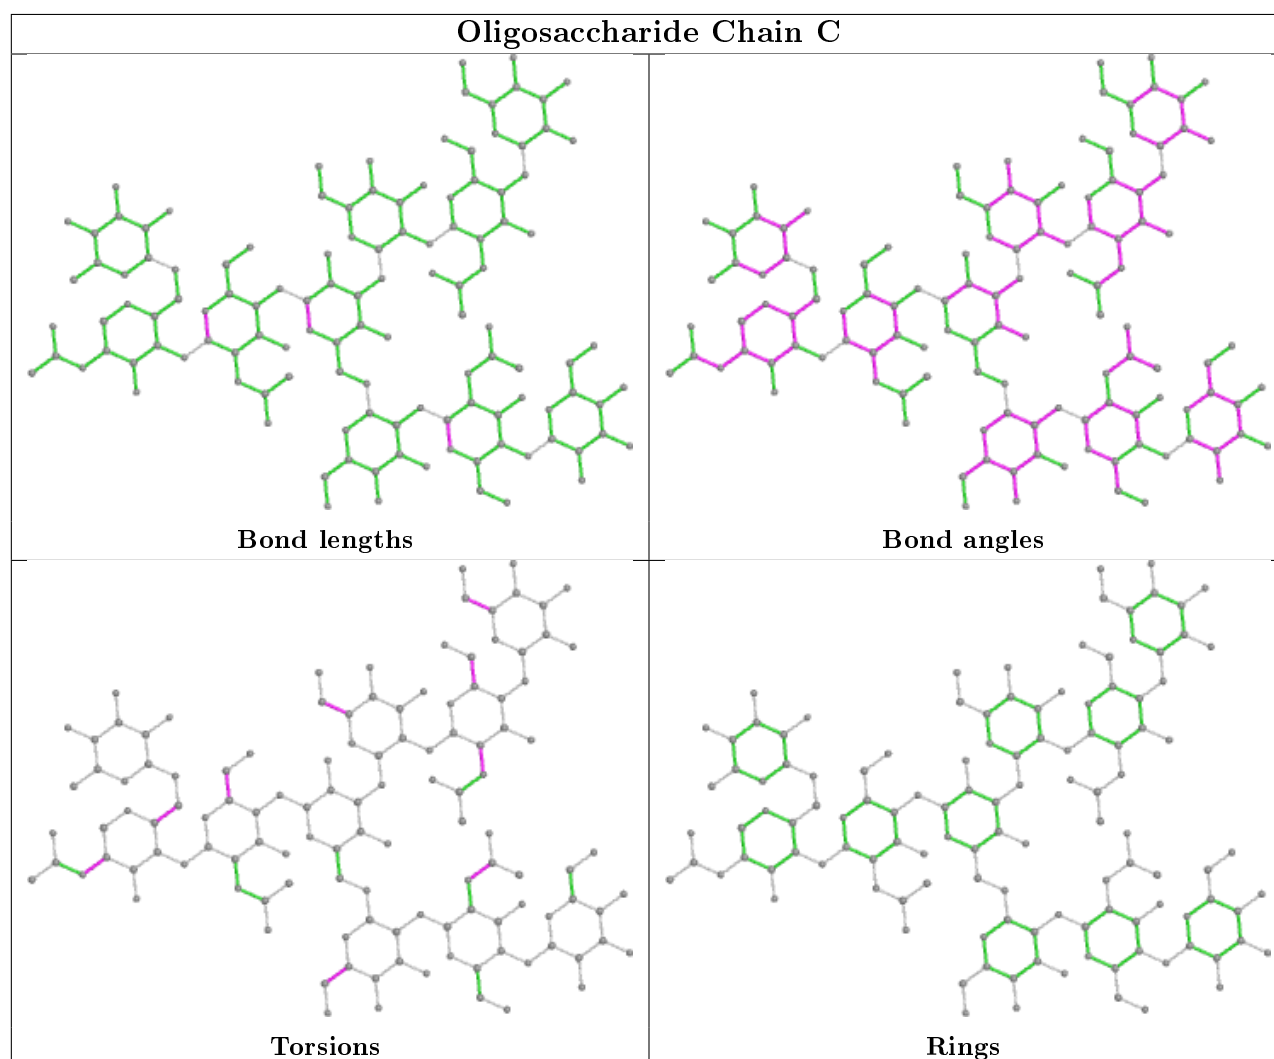 Oligosaccharide Chain C
Bond lengths
Bond angles
Torsions
Rings